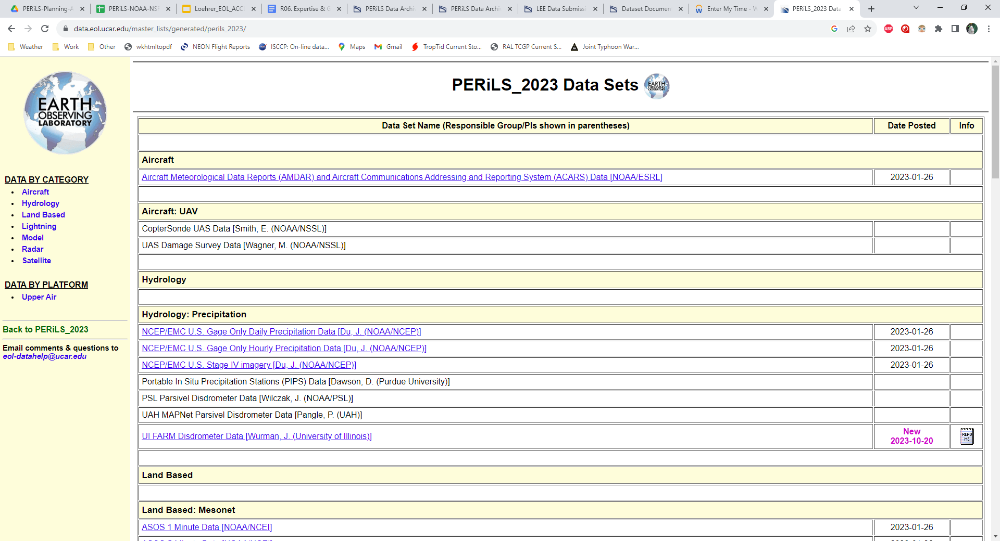 PERiLS-Planning-A
PERiLS-NOAA-NSF
Loehrer_EOL_ACC
R06. Expertise & G
PERiLS Data Archi
PERiLS Data Archi
LEE Data Submissi
Dataset Documen
Enter My Time - W
PERiLS_2023 Data
data.eol.ucar.edu/master_lists/generated/perils_2023/
ABP
Weather
Work
Other
wkhtmltopdf
NEON Flight Reports
ISCCP: On-line data...
Maps
Gmail
TropTid Current Sto...
RAL TCGP Current S...
Joint Typhoon War...
EARTH
OBSERVING
LABORATORY
DATA BY CATEGORY
Aircraft
Hydrology
Land Based
Lightning
Model
Radar
Satellite
DATA BY PLATFORM
Upper Air
Back to PERiLS_2023
Email comments & questions to
eol-datahelp@ucar.edu
PERiLS_2023 Data Sets
EARTH
OBSERVING
LABORATORY
Data Set Name (Responsible Group/PIs shown in parentheses) Date Posted Info
Aircraft
Aircraft Meteorological Data Reports (AMDAR) and Aircraft Communications Addressing and Reporting System (ACARS) Data [NOAA/ESRL] 2023-01-26
Aircraft: UAV
CopterSonde UAS Data [Smith, E. (NOAA/NSSL)]
UAS Damage Survey Data [Wagner, M. (NOAA/NSSL)]
Hydrology
Hydrology: Precipitation
NCEP/EMC U.S. Gage Only Daily Precipitation Data [Du, J. (NOAA/NCEP)] 2023-01-26
NCEP/EMC U.S. Gage Only Hourly Precipitation Data [Du, J. (NOAA/NCEP)] 2023-01-26
NCEP/EMC U.S. Stage IV imagery [Du, J. (NOAA/NCEP)] 2023-01-26
Portable In Situ Precipitation Stations (PIPS) Data [Dawson, D. (Purdue University)]
PSL Parsivel Disdrometer Data [Wilczak, J. (NOAA/PSL)]
UAH MAPNet Parsivel Disdrometer Data [Pangle, P. (UAH)]
UI FARM Disdrometer Data [Wurman, J. (University of Illinois)]
New
2023-10-20
READ
ME
Land Based
Land Based: Mesonet
ASOS 1 Minute Data [NOAA/NCEI] 2023-01-26